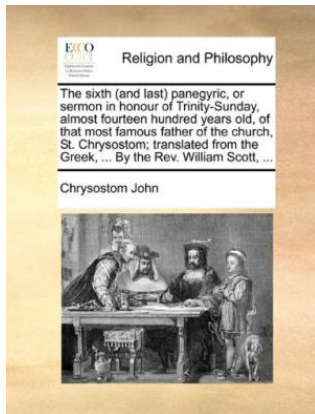 ECCO
Religion and Philosophy
The sixth (and last) panegyric, or
sermon in honour of Trinity-Sunday,
almost fourteen hundred years old, of
that most famous father of the church,
St. Chrysostom; translated from the
Greek, ... By the Rev. William Scott, ...
Chrysostom John